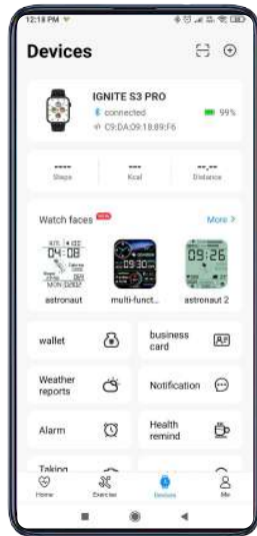 12:18 PM
Devices
IGNITE S3 PRO
connected
99%
C9:DA:09:18:89:F6
Steps
Kcal
Distance
Watch faces
More >
04:08
09:30
09:26
astronaut
multi-funct...
astronaut 2
wallet
business
card
Weather
reports
Notification
Alarm
Health
remind
Taking
Home
Exercise
Devices
Me